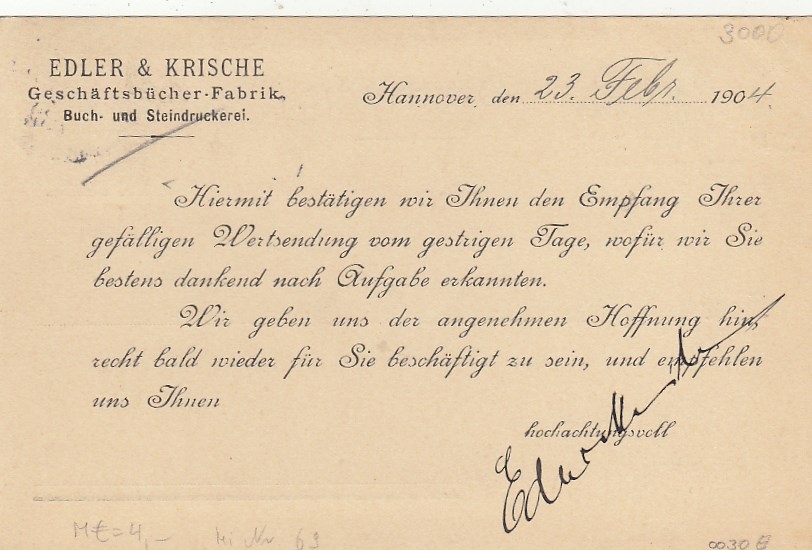 3000
EDLER & KRISCHE
Geschäftsbücher-Fabrik,
Buch- und Steindruckerei.
Hannover, den 23. Febr. 1904.
Hiermit bestätigen wir Ihnen den Empfang Ihrer
gefälligen Wertsendung vom gestrigen Tage, wofür wir Sie
bestens dankend nach Aufgabe erkannten.
Wir geben uns der angenehmen Hoffnung hin,
recht bald wieder für Sie beschäftigt zu sein, und empfehlen
uns Ihnen
hochachtungsvoll
M€=4,- 69